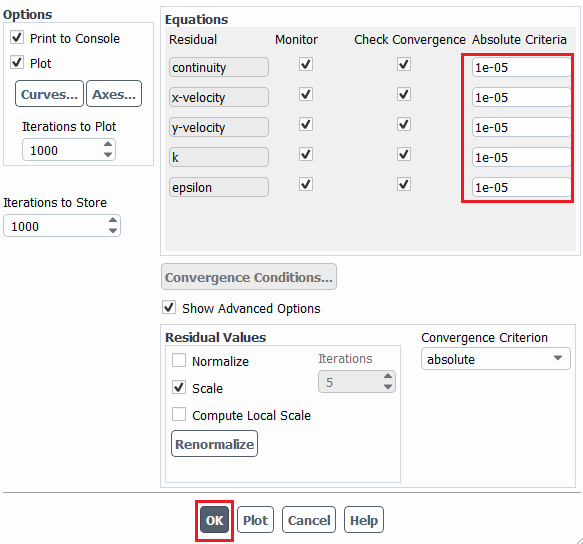 Options
Print to Console
Plot
Curves... Axes...
Iterations to Plot
1000
Iterations to Store
1000
Equations
Residual Monitor Check Convergence Absolute Criteria
continuity 1e-05
x-velocity 1e-05
y-velocity 1e-05
k 1e-05
epsilon 1e-05
Convergence Conditions...
Show Advanced Options
Residual Values
Normalize Iterations
Scale 5
Compute Local Scale
Renormalize
Convergence Criterion
absolute
OK Plot Cancel Help